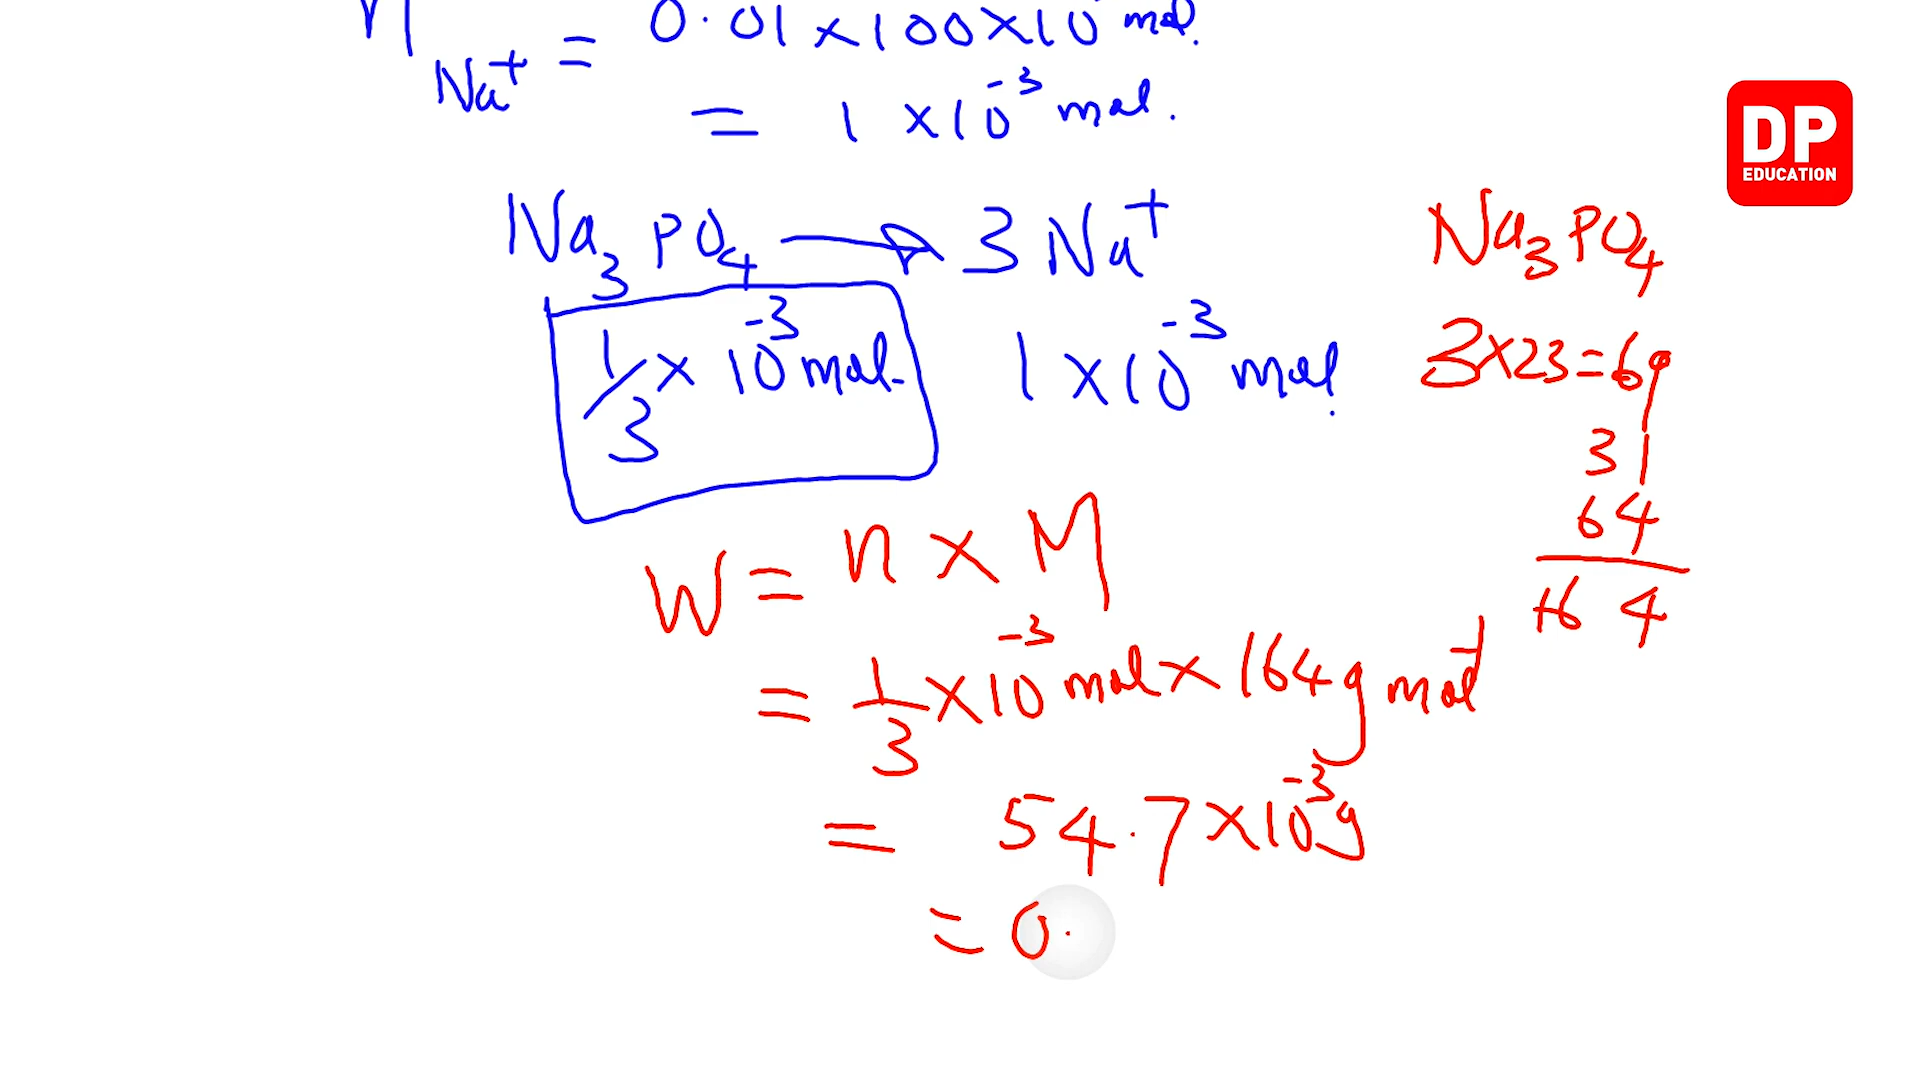 n Na⁺ = 0.01 × 100 × 10 mol.
= 1 × 10⁻³ mol.
DP
EDUCATION
Na₃PO₄ → 3 Na⁺
1/3 × 10⁻³ mol. 1 × 10⁻³ mol.
Na₃PO₄
3×23=69
31
64
164
W = n × M
= 1/3 × 10⁻³ mol × 164 g mol⁻¹
= 54.7 × 10⁻³ g
= 0.